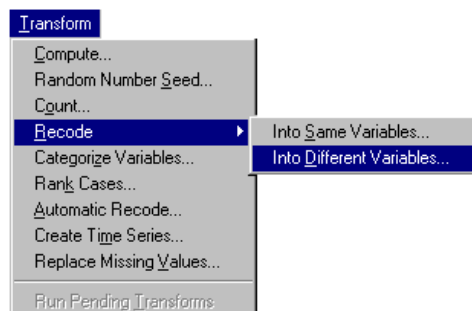 Transform
Compute...
Random Number Seed...
Count...
Recode
Into Same Variables...
Into Different Variables...
Categorize Variables...
Rank Cases...
Automatic Recode...
Create Time Series...
Replace Missing Values...
Run Pending Transforms